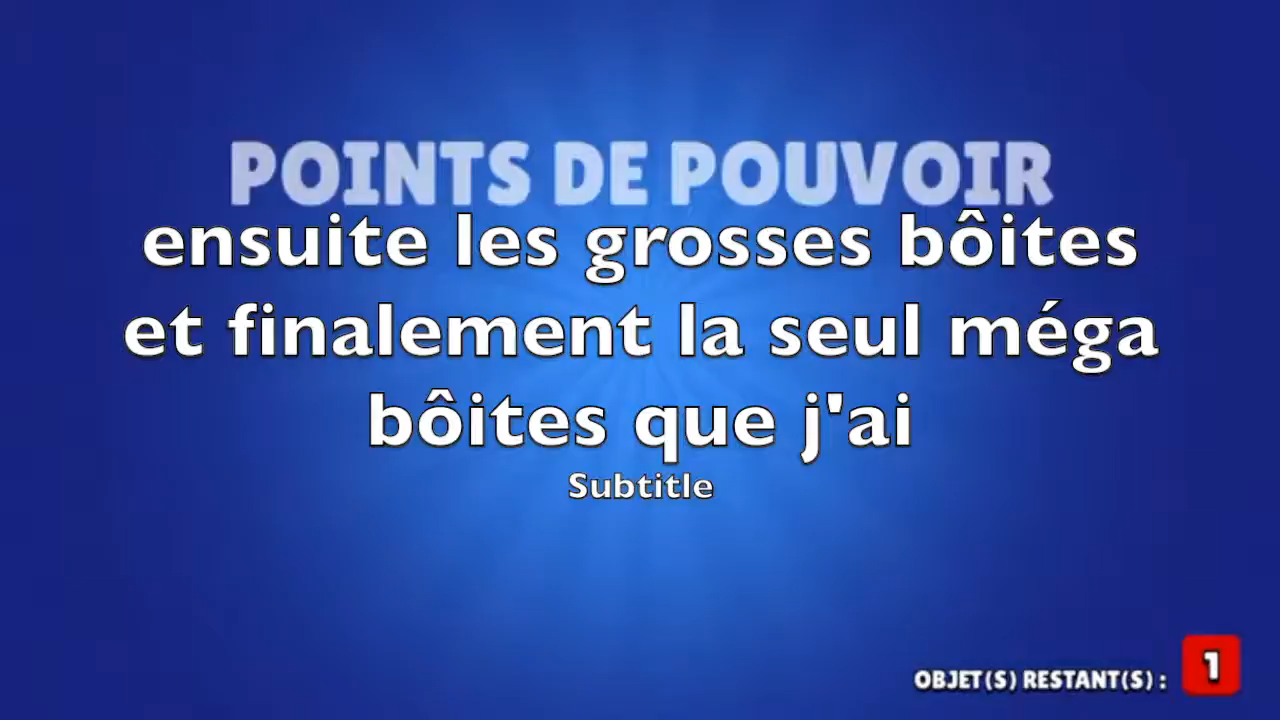 POINTS DE POUVOIR
ensuite les grosses bôites
et finalement la seul méga
bôites que j'ai
Subtitle
OBJET(S) RESTANT(S) : 1